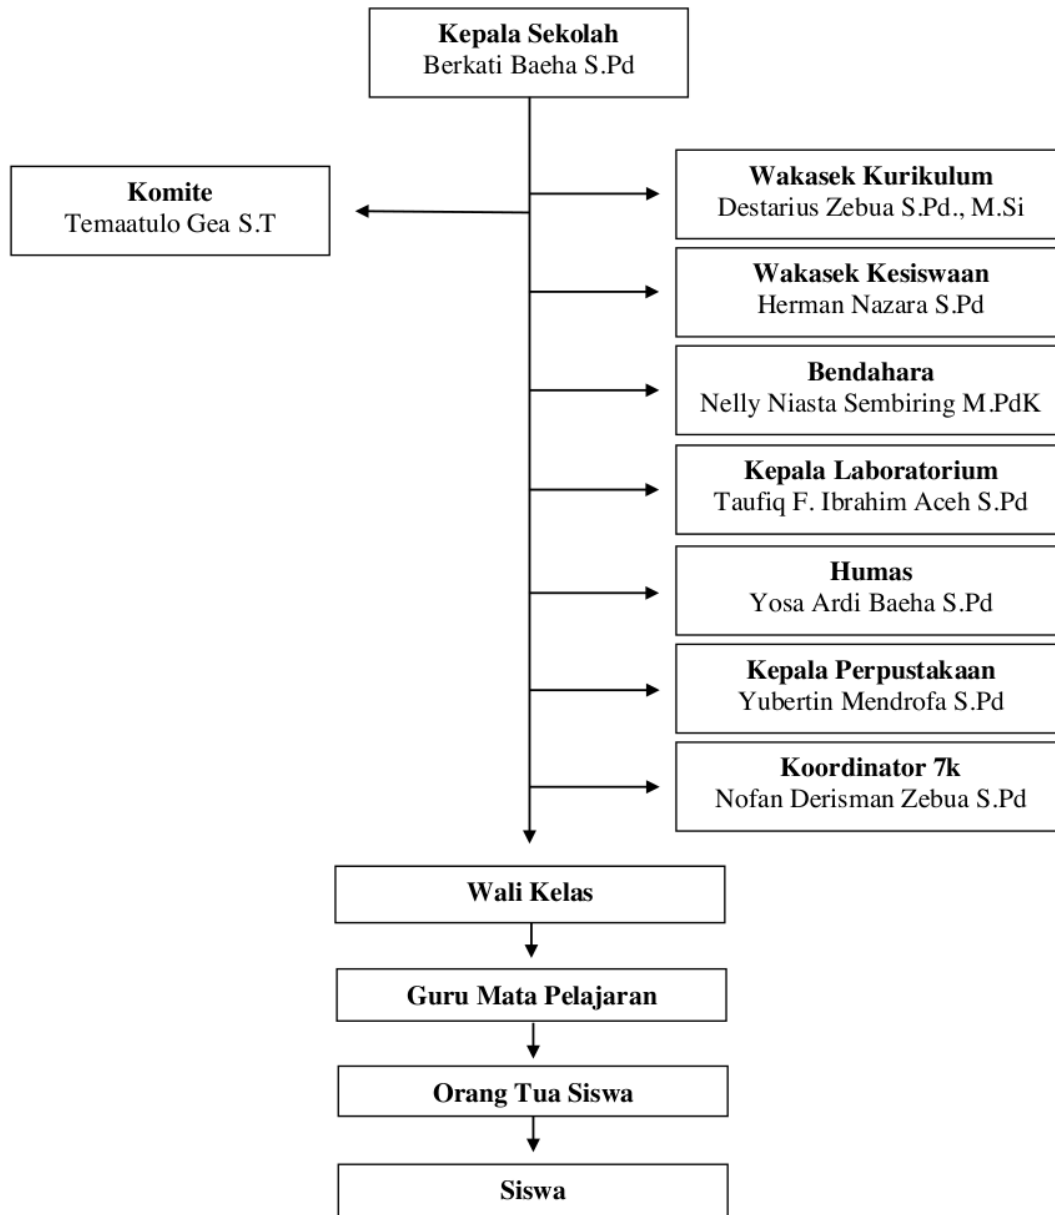 Kepala Sekolah
Berkati Baeha S.Pd
Komite
Temaatulo Gea S.T
Wakasek Kurikulum
Destarius Zebua S.Pd., M.Si
Wakasek Kesiswaan
Herman Nazara S.Pd
Bendahara
Nelly Niasta Sembiring M.PdK
Kepala Laboratorium
Taufiq F. Ibrahim Aceh S.Pd
Humas
Yosa Ardi Baeha S.Pd
Kepala Perpustakaan
Yubertin Mendrofa S.Pd
Koordinator 7k
Nofan Derisman Zebua S.Pd
Wali Kelas
Guru Mata Pelajaran
Orang Tua Siswa
Siswa